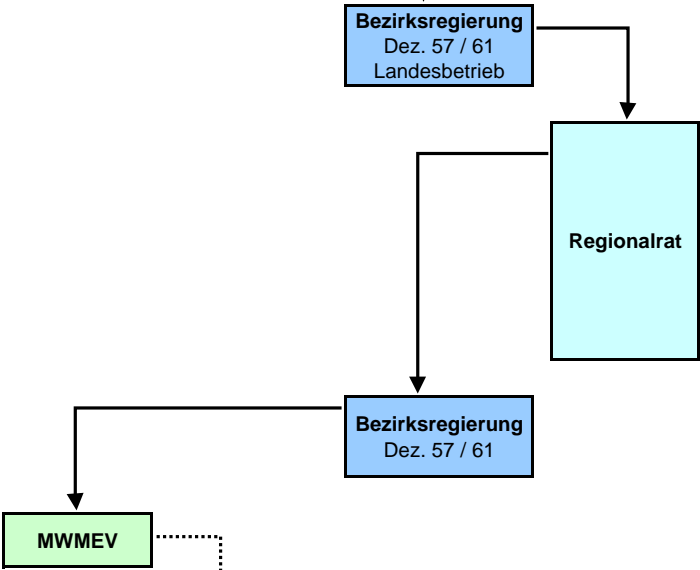 Bezirksregierung
Dez. 57 / 61
Landesbetrieb
Regionalrat
Bezirksregierung
Dez. 57 / 61
MWMEV